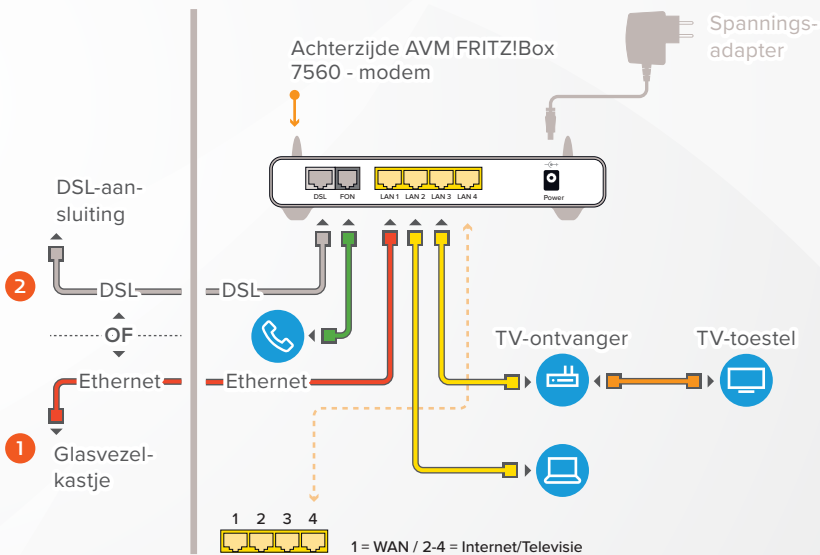 Spannings-
adapter
Achterzijde AVM FRITZ!Box
7560 - modem
DSL FON LAN 1 LAN 2 LAN 3 LAN 4 Power
DSL-aan-
sluiting
2
DSL DSL
OF
TV-ontvanger TV-toestel
Ethernet Ethernet
1
Glasvezel-
kastje
1 2 3 4
1 = WAN / 2-4 = Internet/Televisie